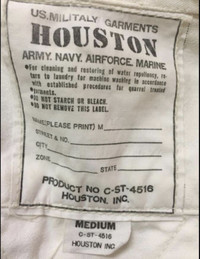 US. MILITALY GARMENTS
HOUSTON
ARMY. NAVY. AIRFORCE. MARINE
●For cleaning and restoring of water repellency, re-
turn to laundry for machine washing in accordance
with established procedures for quarrel treated
●garments.
●DO NOT STARCH OR BLEACH.
●DO NOT REMOVE THIS LABEL.
NAME(PLEASE PRINT) M
STREET & NO.
CITY
ZONE STATE
PRODUCT NO C-ST-4516
HOUSTON, INC.
MEDIUM
C-ST-4516
HOUSTON INC